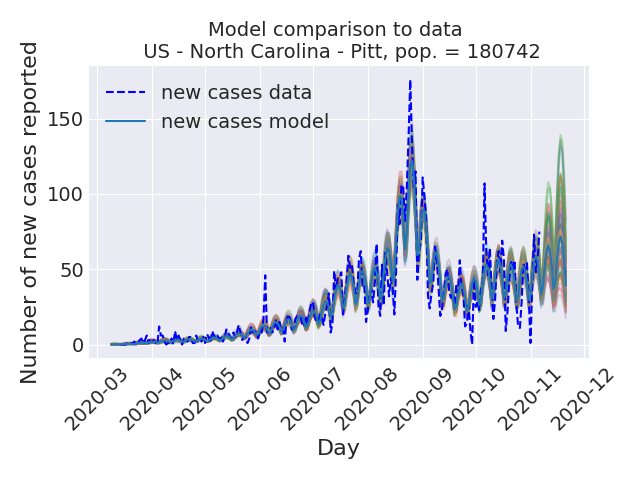 Model comparison to data
US - North Carolina - Pitt, pop. = 180742
Number of new cases reported
150
100
50
0
new cases data
new cases model
2020-03
2020-04
2020-05
2020-06
2020-07
2020-08
2020-09
2020-10
2020-11
2020-12
Day